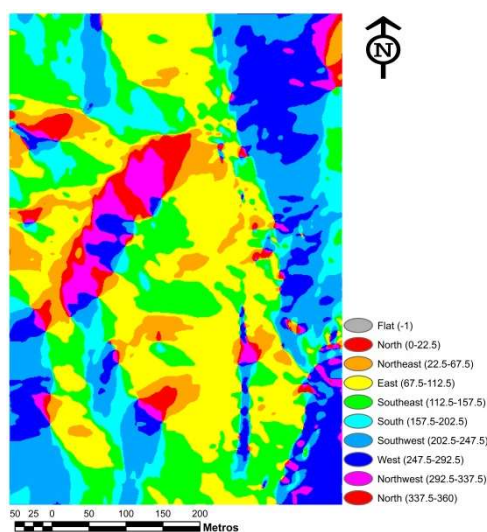 N
Flat (-1)
North (0-22.5)
Northeast (22.5-67.5)
East (67.5-112.5)
Southeast (112.5-157.5)
South (157.5-202.5)
Southwest (202.5-247.5)
West (247.5-292.5)
Northwest (292.5-337.5)
North (337.5-360)
50 25 0 50 100 150 200
Metros